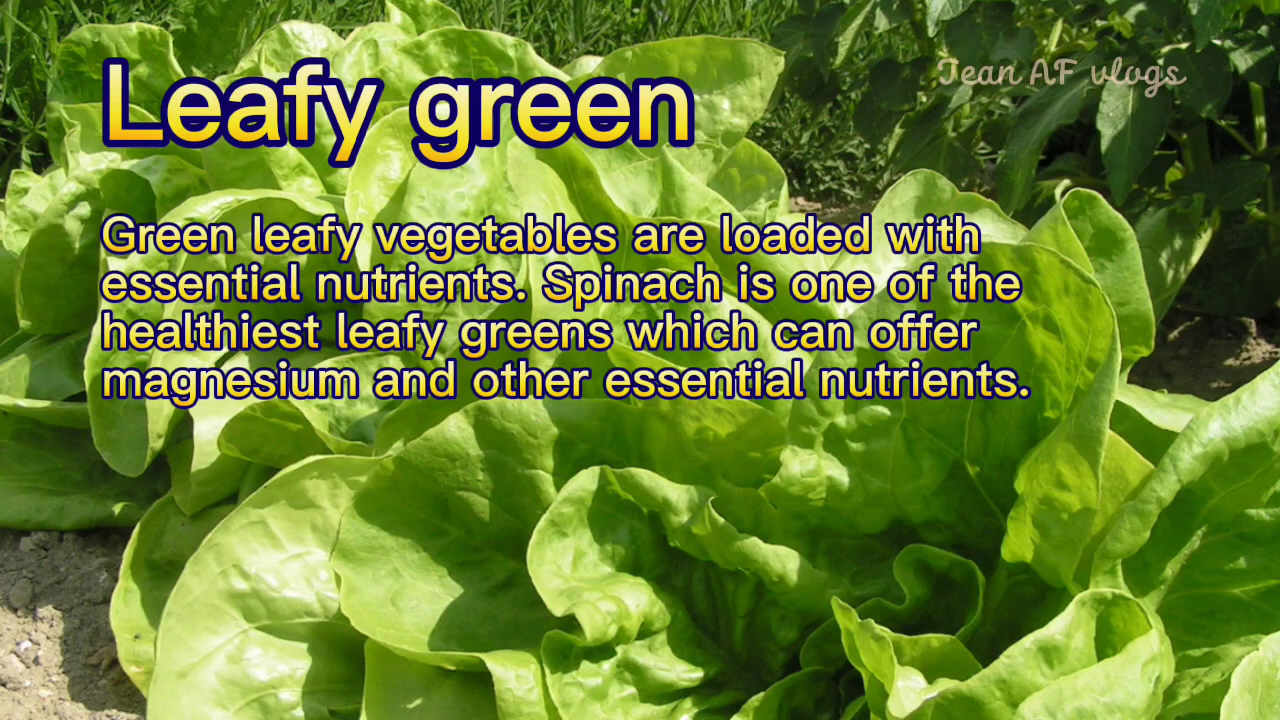 Jean AF vlogs
Leafy green
Green leafy vegetables are loaded with
essential nutrients. Spinach is one of the
healthiest leafy greens which can offer
magnesium and other essential nutrients.